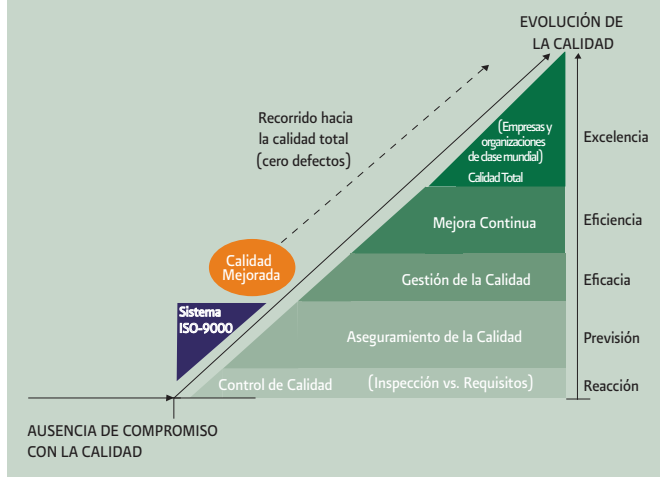 EVOLUCIÓN DE
LA CALIDAD
Recorrido hacia
la calidad total
(cero defectos)
(Empresas y
organizaciones
de clase mundial)
Calidad Total
Excelencia
Mejora Continua
Eficiencia
Calidad
Mejorada
Gestión de la Calidad
Eficacia
Sistema
ISO-9000
Aseguramiento de la Calidad
Previsión
Control de Calidad (Inspección vs. Requisitos)
Reacción
AUSENCIA DE COMPROMISO
CON LA CALIDAD